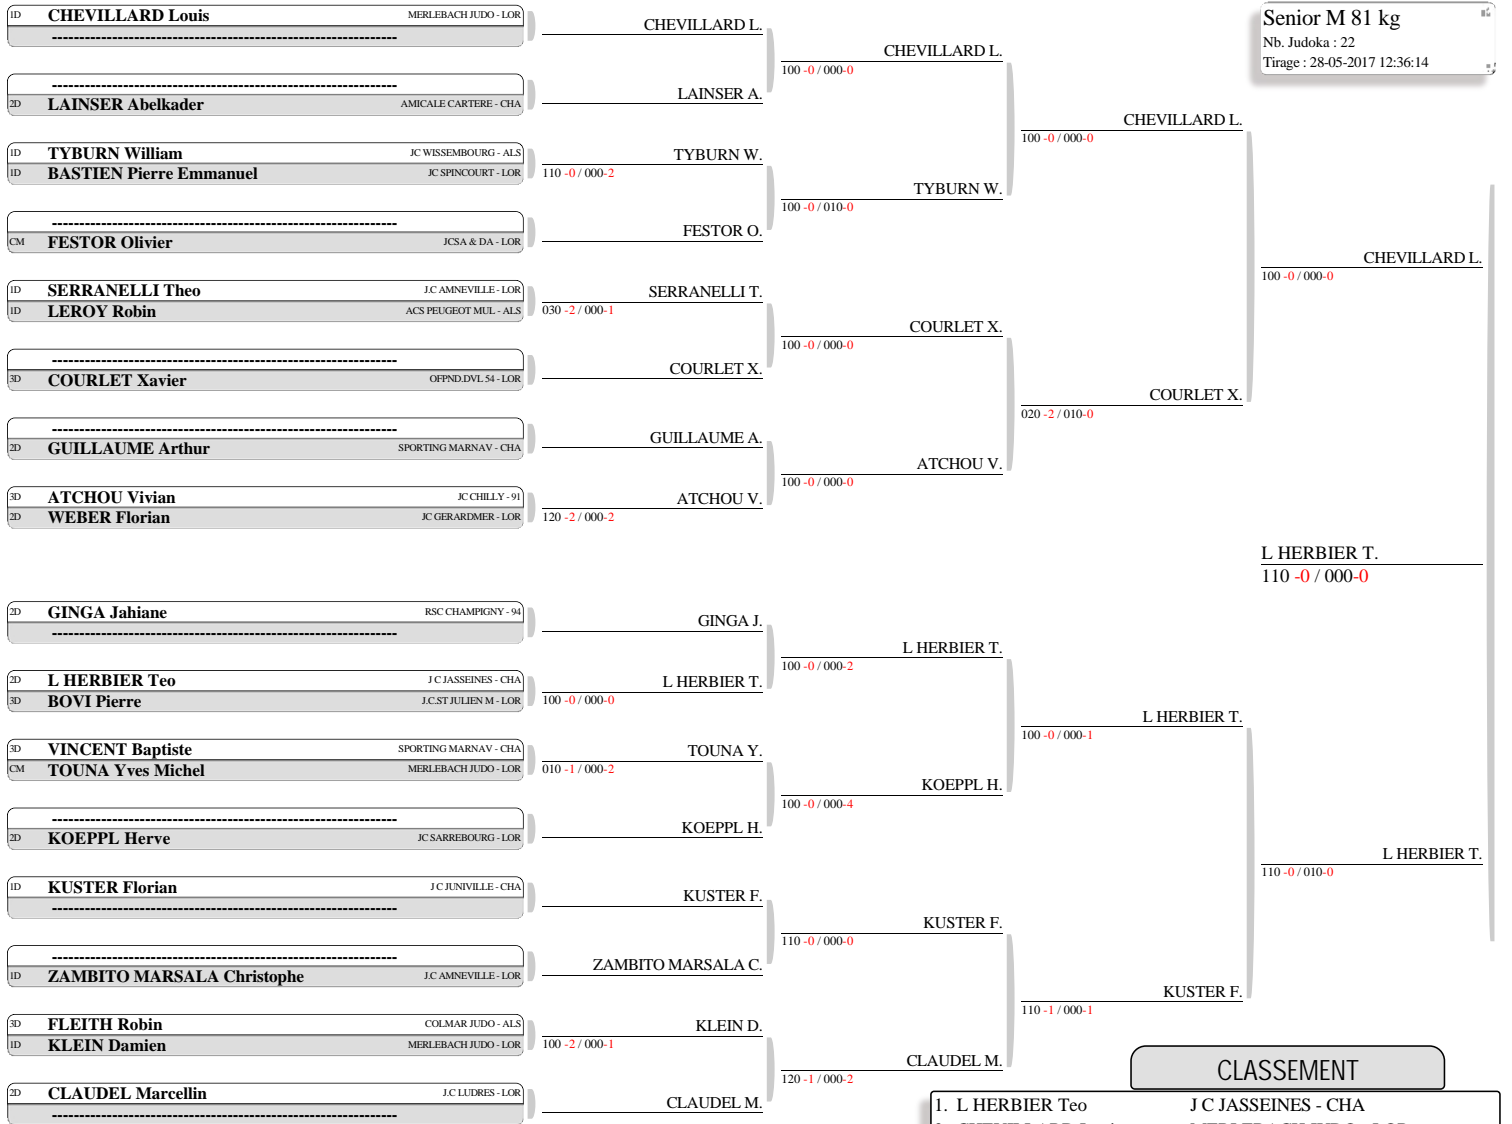 Senior M 81 kg
Nb. Judoka : 22
Tirage : 28-05-2017 12:36:14
1D CHEVILLARD Louis MERLEBACH JUDO - LOR
2D LAINSER Abelkader AMICALE CARTERE - CHA
1D TYBURN William JC WISSEMBOURG - ALS
1D BASTIEN Pierre Emmanuel JC SPINCOURT - LOR
CM FESTOR Olivier JCSA & DA - LOR
1D SERRANELLI Theo J.C AMNEVILLE - LOR
1D LEROY Robin ACS PEUGEOT MUL - ALS
3D COURLET Xavier OFPND.DVL 54 - LOR
2D GUILLAUME Arthur SPORTING MARNAV - CHA
3D ATCHOU Vivian JC CHILLY - 91
2D WEBER Florian JC GERARDMER - LOR
2D GINGA Jahiane RSC CHAMPIGNY - 94
2D L HERBIER Teo J C JASSEINES - CHA
3D BOVI Pierre J.C.ST JULIEN M - LOR
3D VINCENT Baptiste SPORTING MARNAV - CHA
CM TOUNA Yves Michel MERLEBACH JUDO - LOR
2D KOEPPL Herve JC SARREBOURG - LOR
1D KUSTER Florian J C JUNIVILLE - CHA
1D ZAMBITO MARSALA Christophe J.C AMNEVILLE - LOR
3D FLEITH Robin COLMAR JUDO - ALS
1D KLEIN Damien MERLEBACH JUDO - LOR
2D CLAUDEL Marcellin J.C LUDRES - LOR
CHEVILLARD L.
LAINSER A.
TYBURN W.
110 -0 / 000-2
FESTOR O.
SERRANELLI T.
030 -2 / 000-1
COURLET X.
GUILLAUME A.
ATCHOU V.
120 -2 / 000-2
GINGA J.
L HERBIER T.
100 -0 / 000-0
TOUNA Y.
010 -1 / 000-2
KOEPPL H.
KUSTER F.
ZAMBITO MARSALA C.
KLEIN D.
100 -2 / 000-1
CLAUDEL M.
CHEVILLARD L.
100 -0 / 000-0
TYBURN W.
100 -0 / 010-0
COURLET X.
100 -0 / 000-0
ATCHOU V.
100 -0 / 000-0
L HERBIER T.
100 -0 / 000-2
KOEPPL H.
100 -0 / 000-4
KUSTER F.
110 -0 / 000-0
CLAUDEL M.
120 -1 / 000-2
CHEVILLARD L.
100 -0 / 000-0
COURLET X.
020 -2 / 010-0
L HERBIER T.
100 -0 / 000-1
KUSTER F.
110 -1 / 000-1
CHEVILLARD L.
100 -0 / 000-0
L HERBIER T.
110 -0 / 000-0
L HERBIER T.
110 -0 / 010-0
CLASSEMENT
1. L HERBIER Teo J C JASSEINES - CHA